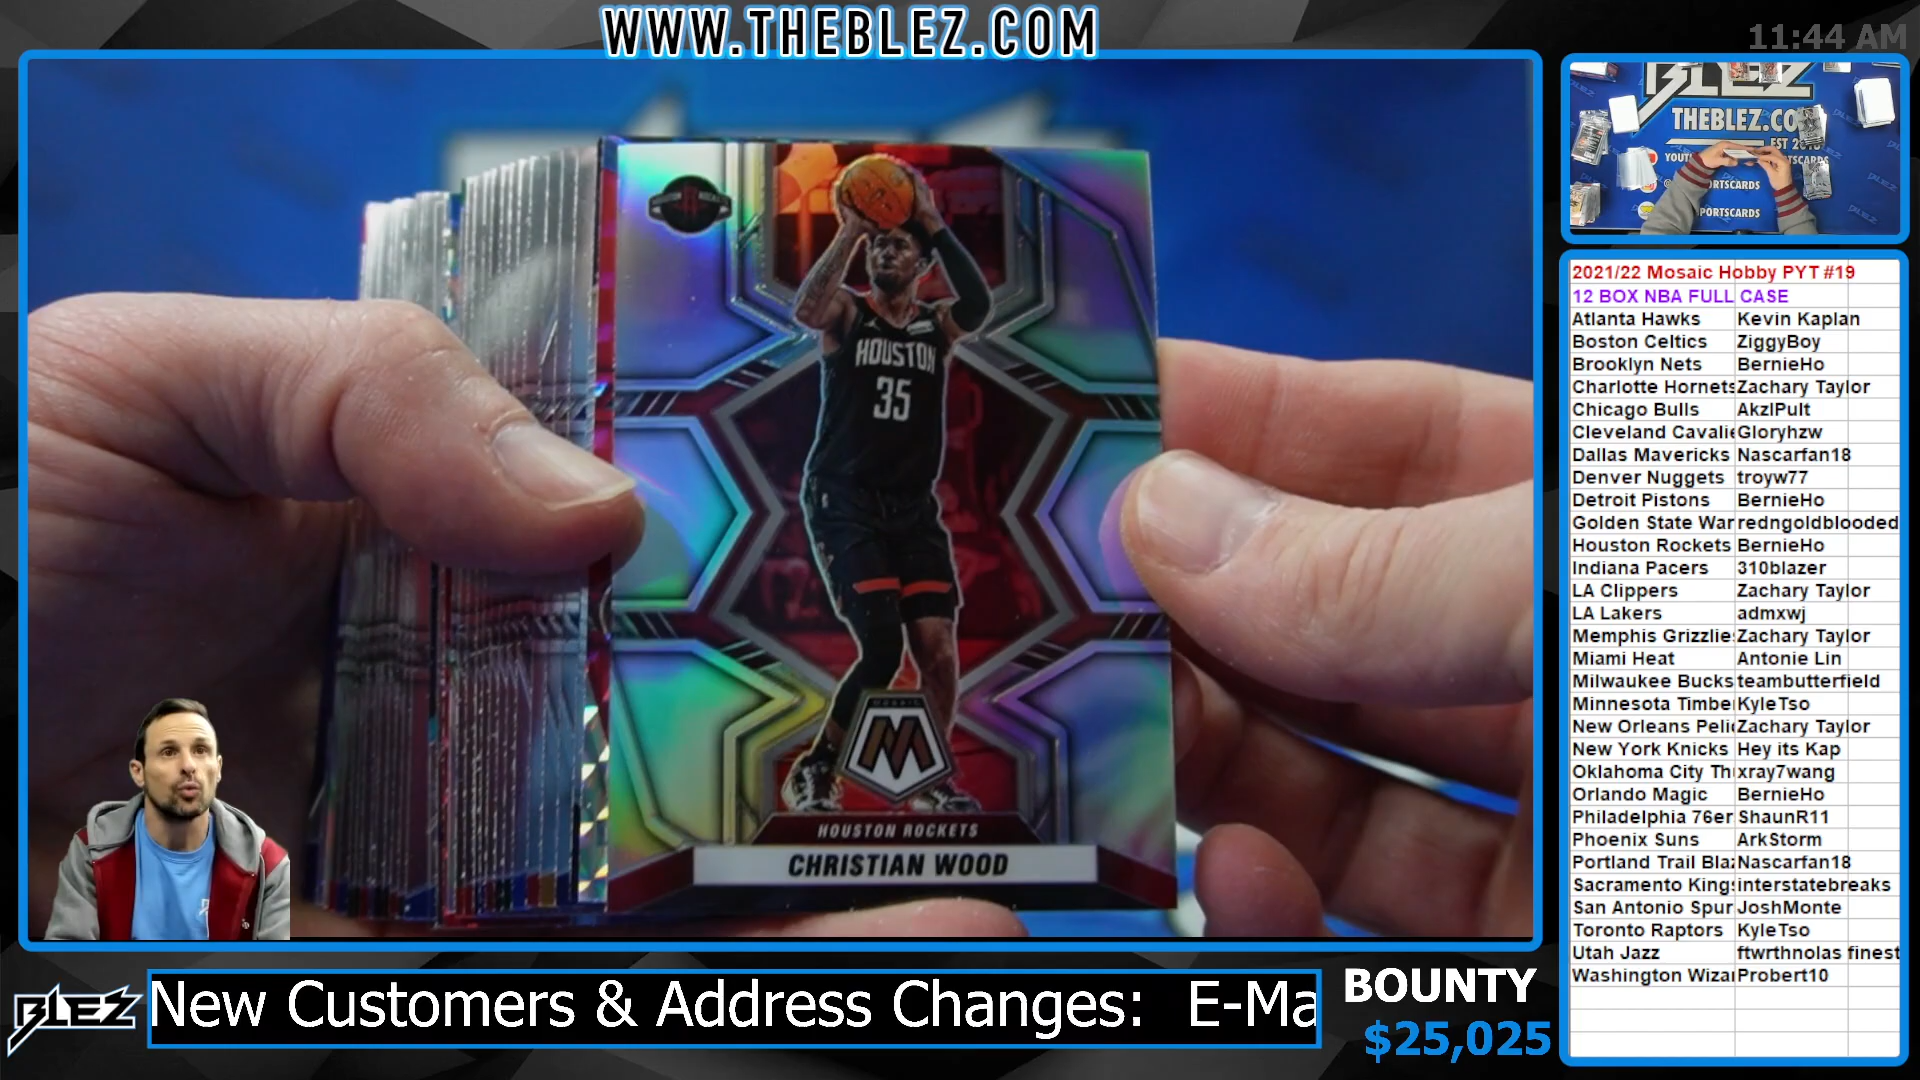 WWW.THEBLEZ.COM
11:44 AM
HOUSTON
35
HOUSTON ROCKETS
CHRISTIAN WOOD
BLEZ
THEBLEZ.CO
2021/22 Mosaic Hobby PYT #19
12 BOX NBA FULL CASE
Atlanta Hawks Kevin Kaplan
Boston Celtics ZiggyBoy
Brooklyn Nets BernieHo
Charlotte Hornets Zachary Taylor
Chicago Bulls AkzlPult
Cleveland Cavalie Gloryhzw
Dallas Mavericks Nascarfan18
Denver Nuggets troyw77
Detroit Pistons BernieHo
Golden State War redngoldblooded
Houston Rockets BernieHo
Indiana Pacers 310blazer
LA Clippers Zachary Taylor
LA Lakers admxwj
Memphis Grizzlie Zachary Taylor
Miami Heat Antonie Lin
Milwaukee Bucks teambutterfield
Minnesota Timbe KyleTso
New Orleans Peli Zachary Taylor
New York Knicks Hey its Kap
Oklahoma City Th xray7wang
Orlando Magic BernieHo
Philadelphia 76er ShaunR11
Phoenix Suns ArkStorm
Portland Trail Bla Nascarfan18
Sacramento King interstatebreaks
San Antonio Spur JoshMonte
Toronto Raptors KyleTso
Utah Jazz ftwrthnolas finest
Washington Wiza Probert10
BLEZ
New Customers & Address Changes: E-Ma
BOUNTY
$25,025